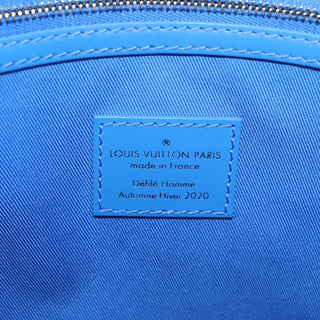 ®
LOUIS VUITTON PARIS
made in France
Défilé Homme
Automne Hiver 2020